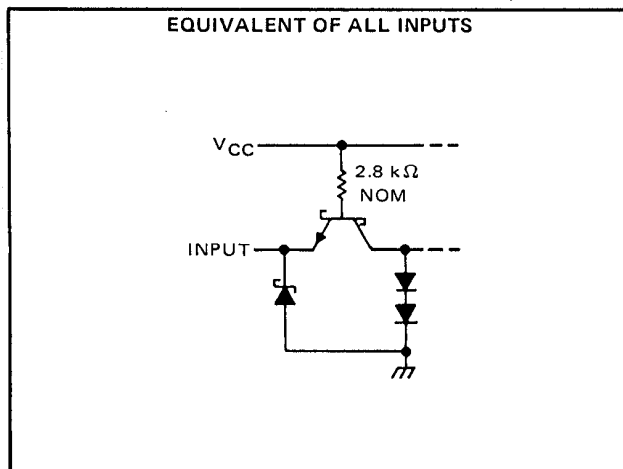 EQUIVALENT OF ALL INPUTS
VCC
2.8 kΩ
NOM
INPUT